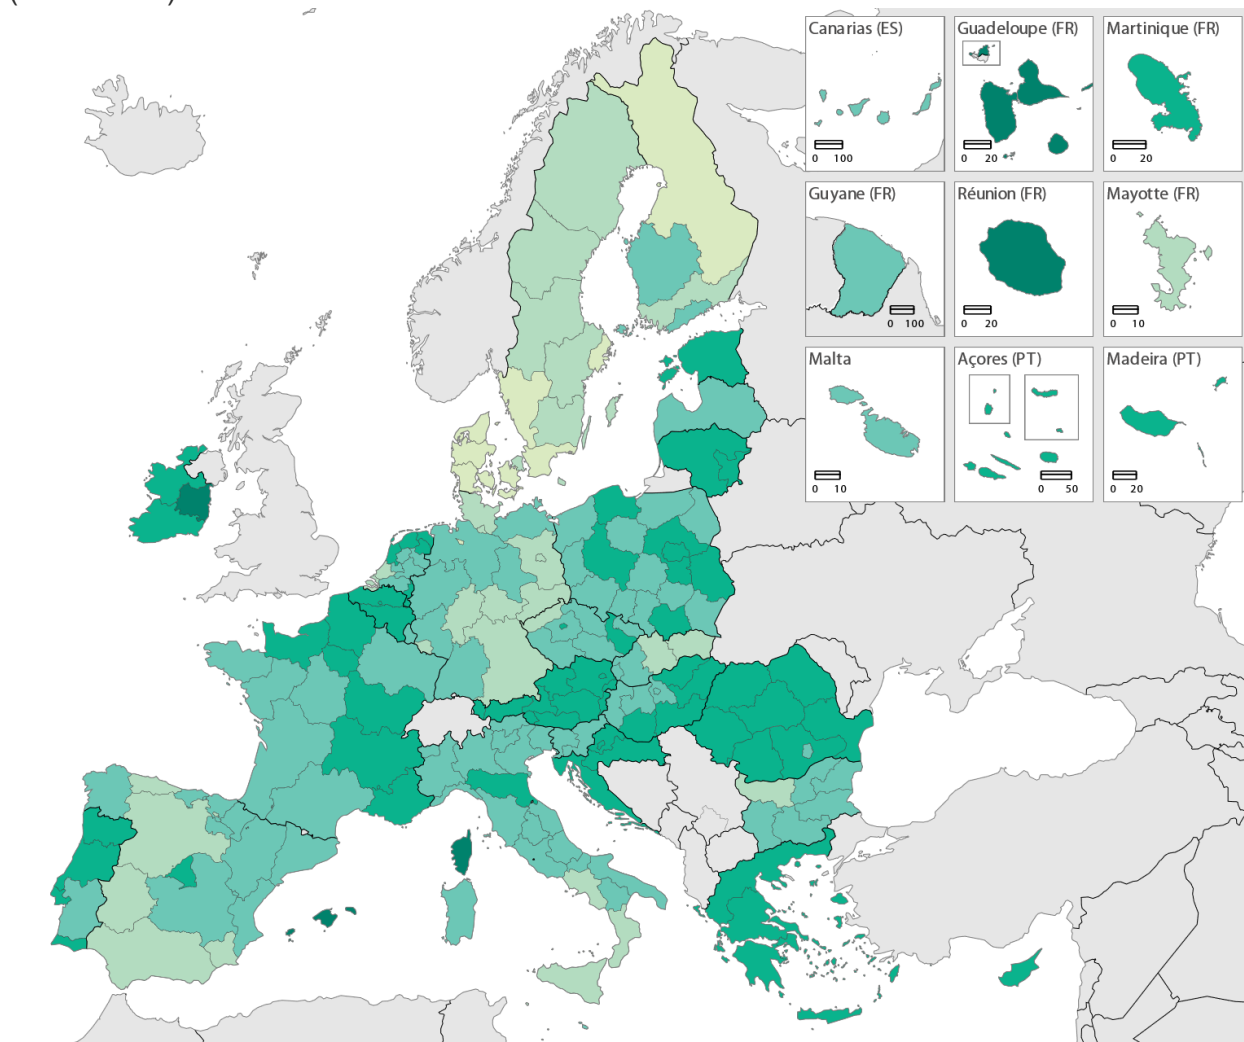 Canarias (ES)
0 100
Guadeloupe (FR)
0 20
Martinique (FR)
0 20
Guyane (FR)
0 100
Réunion (FR)
0 20
Mayotte (FR)
0 10
Malta
0 10
Açores (PT)
0 50
Madeira (PT)
0 20